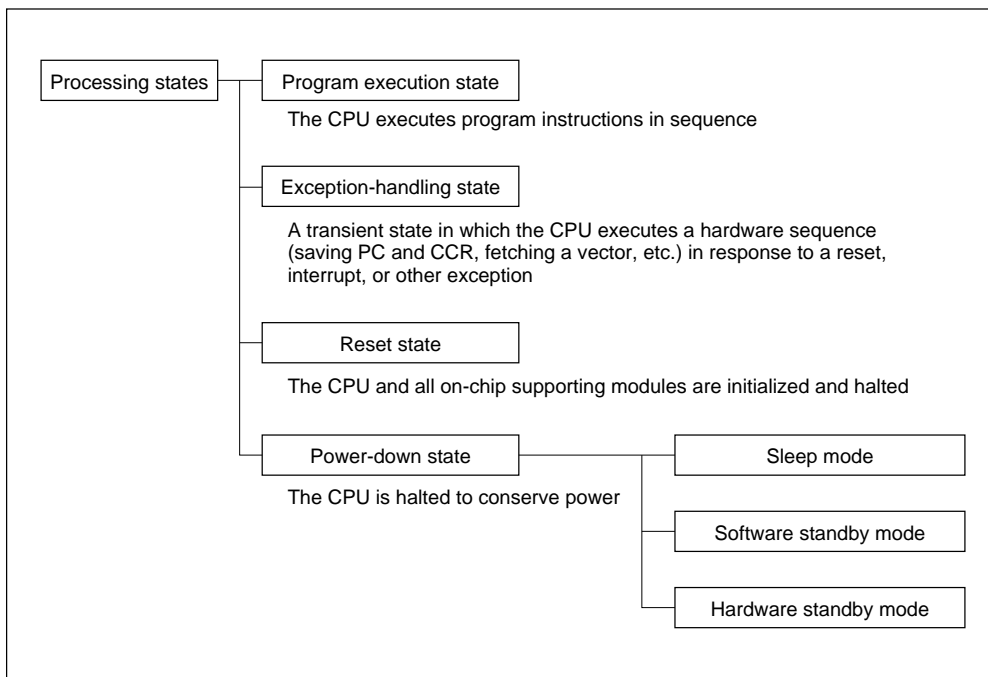 Processing states
Program execution state
The CPU executes program instructions in sequence
Exception-handling state
A transient state in which the CPU executes a hardware sequence
(saving PC and CCR, fetching a vector, etc.) in response to a reset,
interrupt, or other exception
Reset state
The CPU and all on-chip supporting modules are initialized and halted
Power-down state
Sleep mode
The CPU is halted to conserve power
Software standby mode
Hardware standby mode